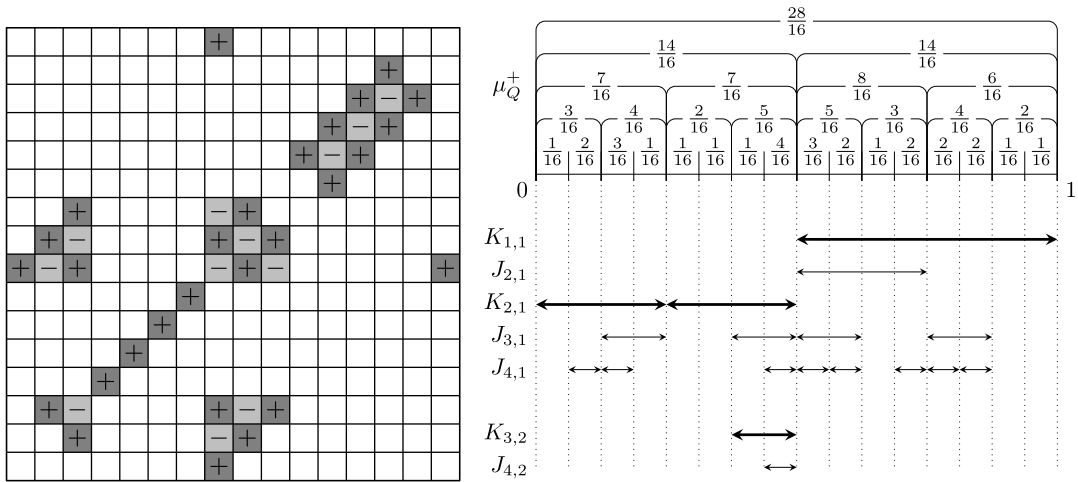 +
+
+ − +
+ − +
+ − +
+
+ − +
+ − + − +
+ − + − + − +
+
+
+
+
+ − + − +
+ − +
+
28/16
14/16 14/16
μ_Q^+
7/16 7/16 8/16 6/16
3/16 4/16 2/16 5/16 5/16 3/16 4/16 2/16
1/16 2/16 3/16 1/16 1/16 1/16 1/16 4/16 3/16 2/16 1/16 2/16 2/16 2/16 1/16 1/16
0 1
K_{1,1}
J_{2,1}
K_{2,1}
J_{3,1}
J_{4,1}
K_{3,2}
J_{4,2}